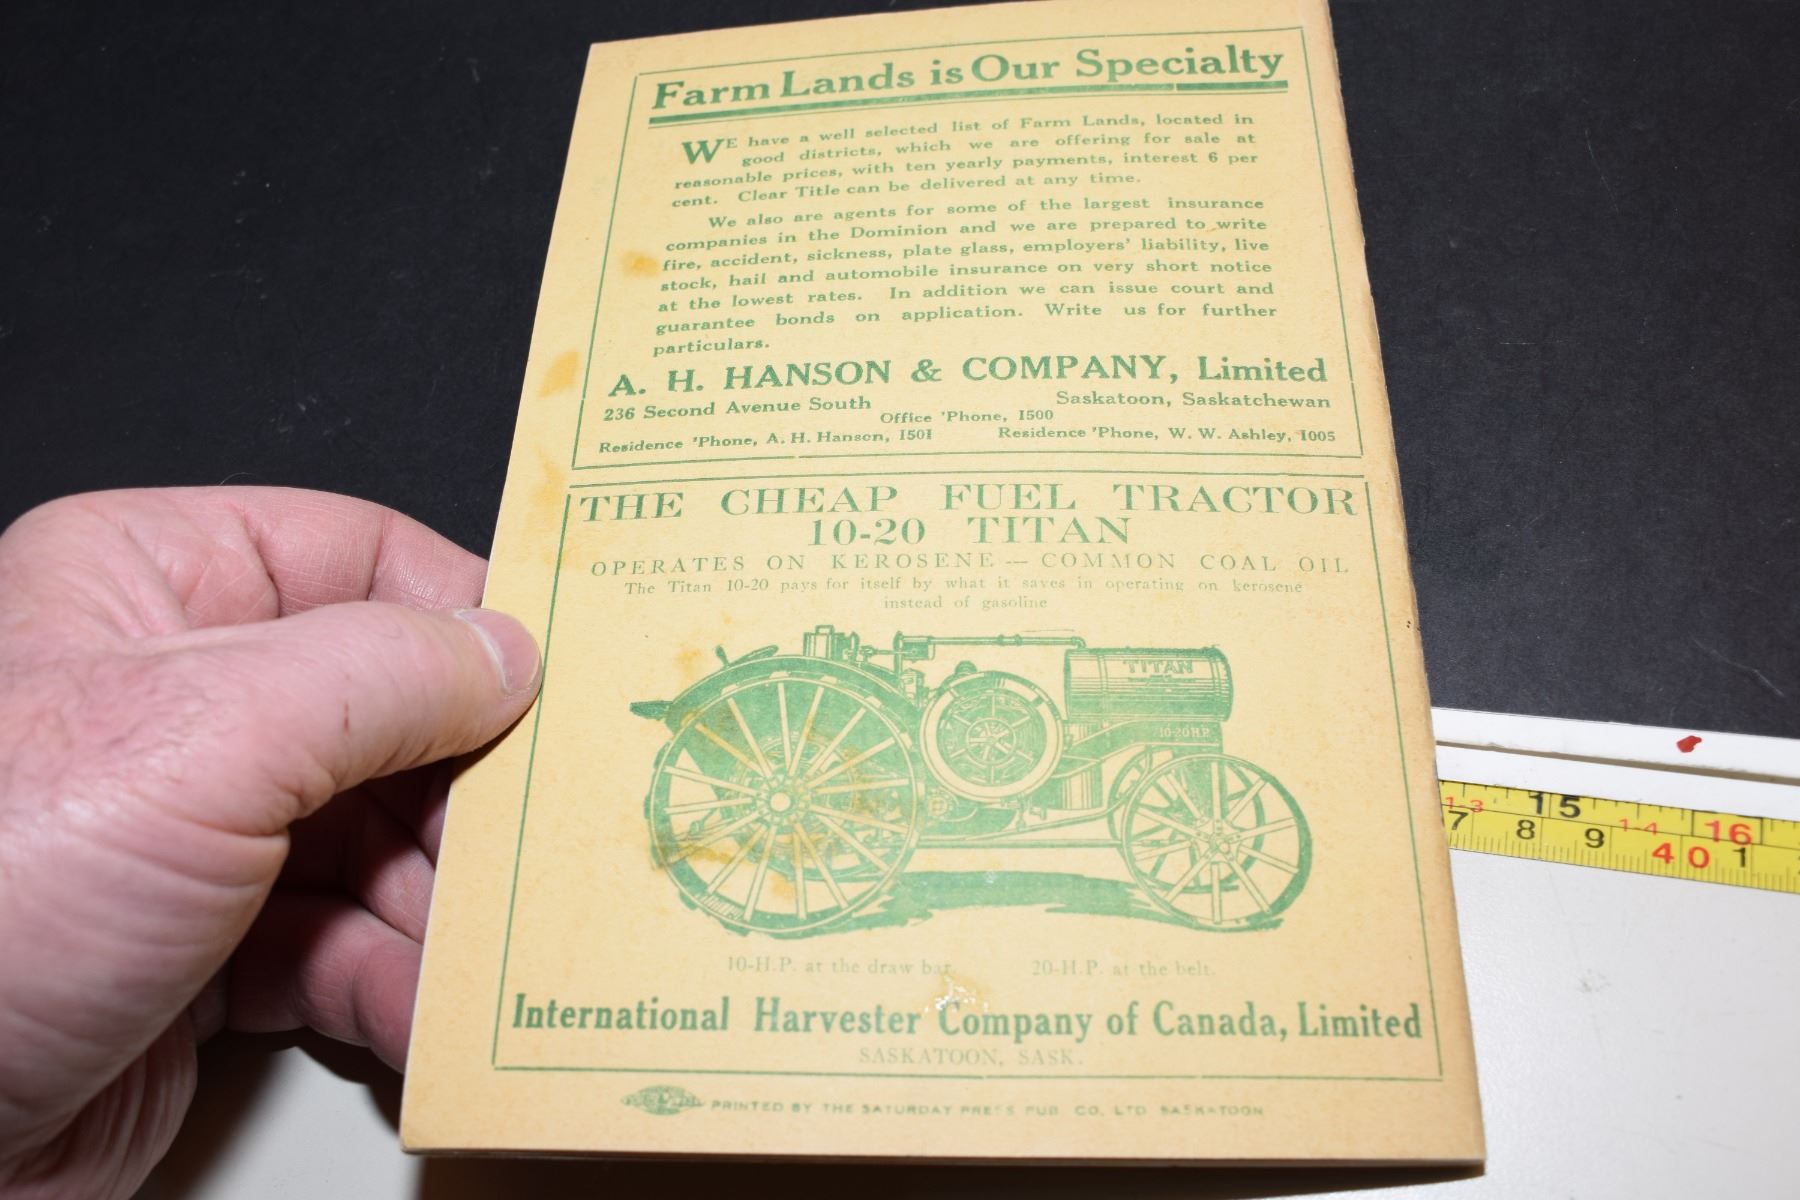 Farm Lands is Our Specialty
WE have a well selected list of Farm Lands, located in
good districts, which we are offering for sale at
reasonable prices, with ten yearly payments, interest 6 per
cent. Clear Title can be delivered at any time.
We also are agents for some of the largest insurance
companies in the Dominion and we are prepared to write
fire, accident, sickness, plate glass, employers' liability, live
stock, hail and automobile insurance on very short notice
at the lowest rates. In addition we can issue court and
guarantee bonds on application. Write us for further
particulars.
A. H. HANSON & COMPANY, Limited
236 Second Avenue South Saskatoon, Saskatchewan
Office 'Phone, 1500
Residence 'Phone, A. H. Hanson, 1501 Residence 'Phone, W. W. Ashley, 1005
THE CHEAP FUEL TRACTOR
10-20 TITAN
OPERATES ON KEROSENE — COMMON COAL OIL
The Titan 10-20 pays for itself by what it saves in operating on kerosene
instead of gasoline
TITAN
10-20 H.P.
10-H.P. at the draw bar. 20-H.P. at the belt.
International Harvester Company of Canada, Limited
SASKATOON, SASK.
PRINTED BY THE SATURDAY PRESS PUB. CO. LTD SASKATOON
1-3 15 1-4 16
7 8 9 40 1